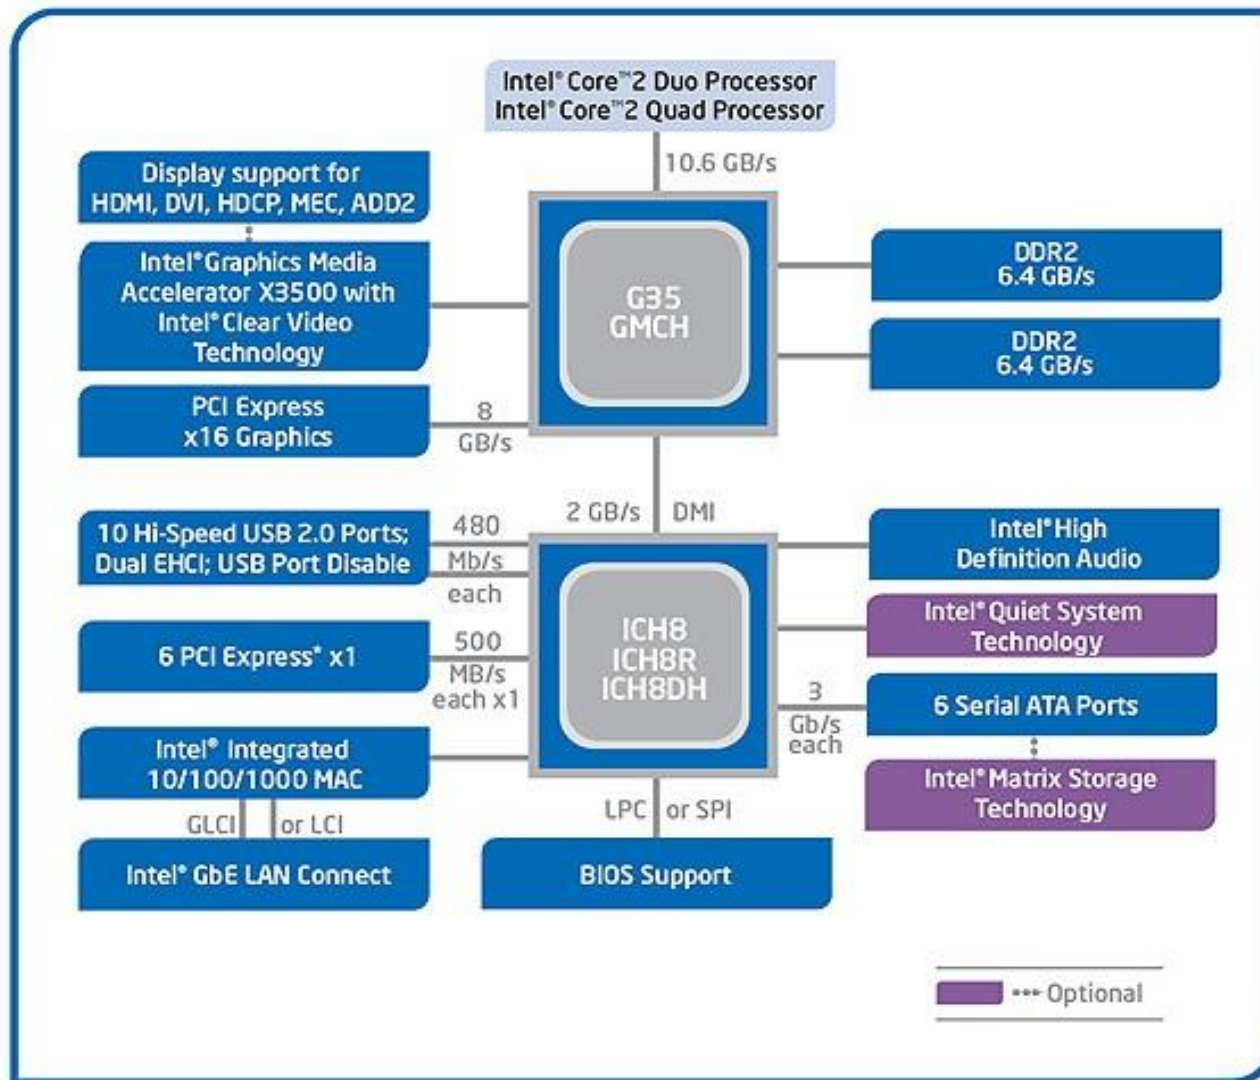 Intel® Core™2 Duo Processor
Intel® Core™2 Quad Processor
10.6 GB/s
Display support for
HDMI, DVI, HDCP, MEC, ADD2
Intel® Graphics Media
Accelerator X3500 with
Intel® Clear Video
Technology
G35
GMCH
DDR2
6.4 GB/s
DDR2
6.4 GB/s
PCI Express
x16 Graphics
8
GB/s
2 GB/s DMI
10 Hi-Speed USB 2.0 Ports;
Dual EHCI; USB Port Disable
480
Mb/s
each
Intel® High
Definition Audio
Intel® Quiet System
Technology
6 PCI Express* x1
500
MB/s
each x1
ICH8
ICH8R
ICH8DH
3
Gb/s
each
6 Serial ATA Ports
Intel® Integrated
10/100/1000 MAC
Intel® Matrix Storage
Technology
GLCI or LCI
LPC or SPI
Intel® GbE LAN Connect
BIOS Support
Optional